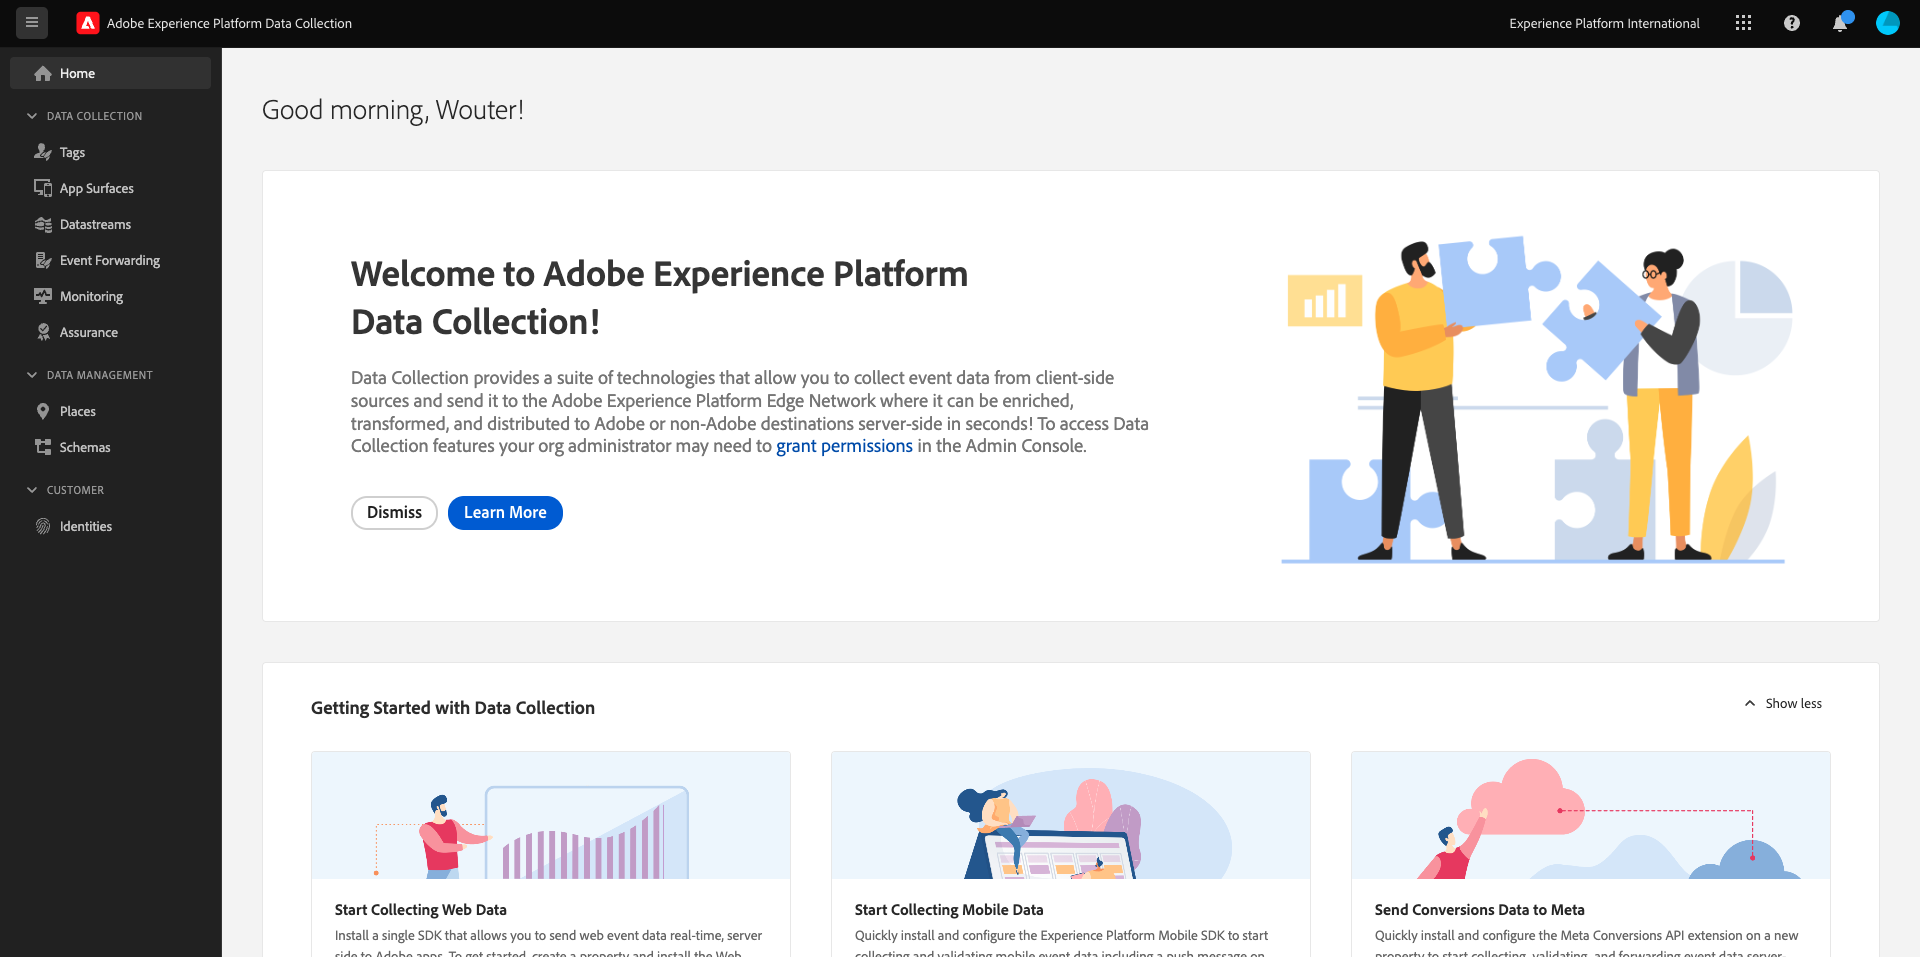 Adobe Experience Platform Data Collection
Experience Platform International
Home
DATA COLLECTION
Tags
App Surfaces
Datastreams
Event Forwarding
Monitoring
Assurance
DATA MANAGEMENT
Places
Schemas
CUSTOMER
Identities
Good morning, Wouter!
Welcome to Adobe Experience Platform
Data Collection!
Data Collection provides a suite of technologies that allow you to collect event data from client-side
sources and send it to the Adobe Experience Platform Edge Network where it can be enriched,
transformed, and distributed to Adobe or non-Adobe destinations server-side in seconds! To access Data
Collection features your org administrator may need to grant permissions in the Admin Console.
Dismiss
Learn More
Getting Started with Data Collection
Show less
Start Collecting Web Data
Install a single SDK that allows you to send web event data real-time, server
side to Adobe apps. To get started, create a property and install the Web
Start Collecting Mobile Data
Quickly install and configure the Experience Platform Mobile SDK to start
collecting and validating mobile event data including a push message on
Send Conversions Data to Meta
Quickly install and configure the Meta Conversions API extension on a new
property to start collecting, validating, and forwarding event data server-